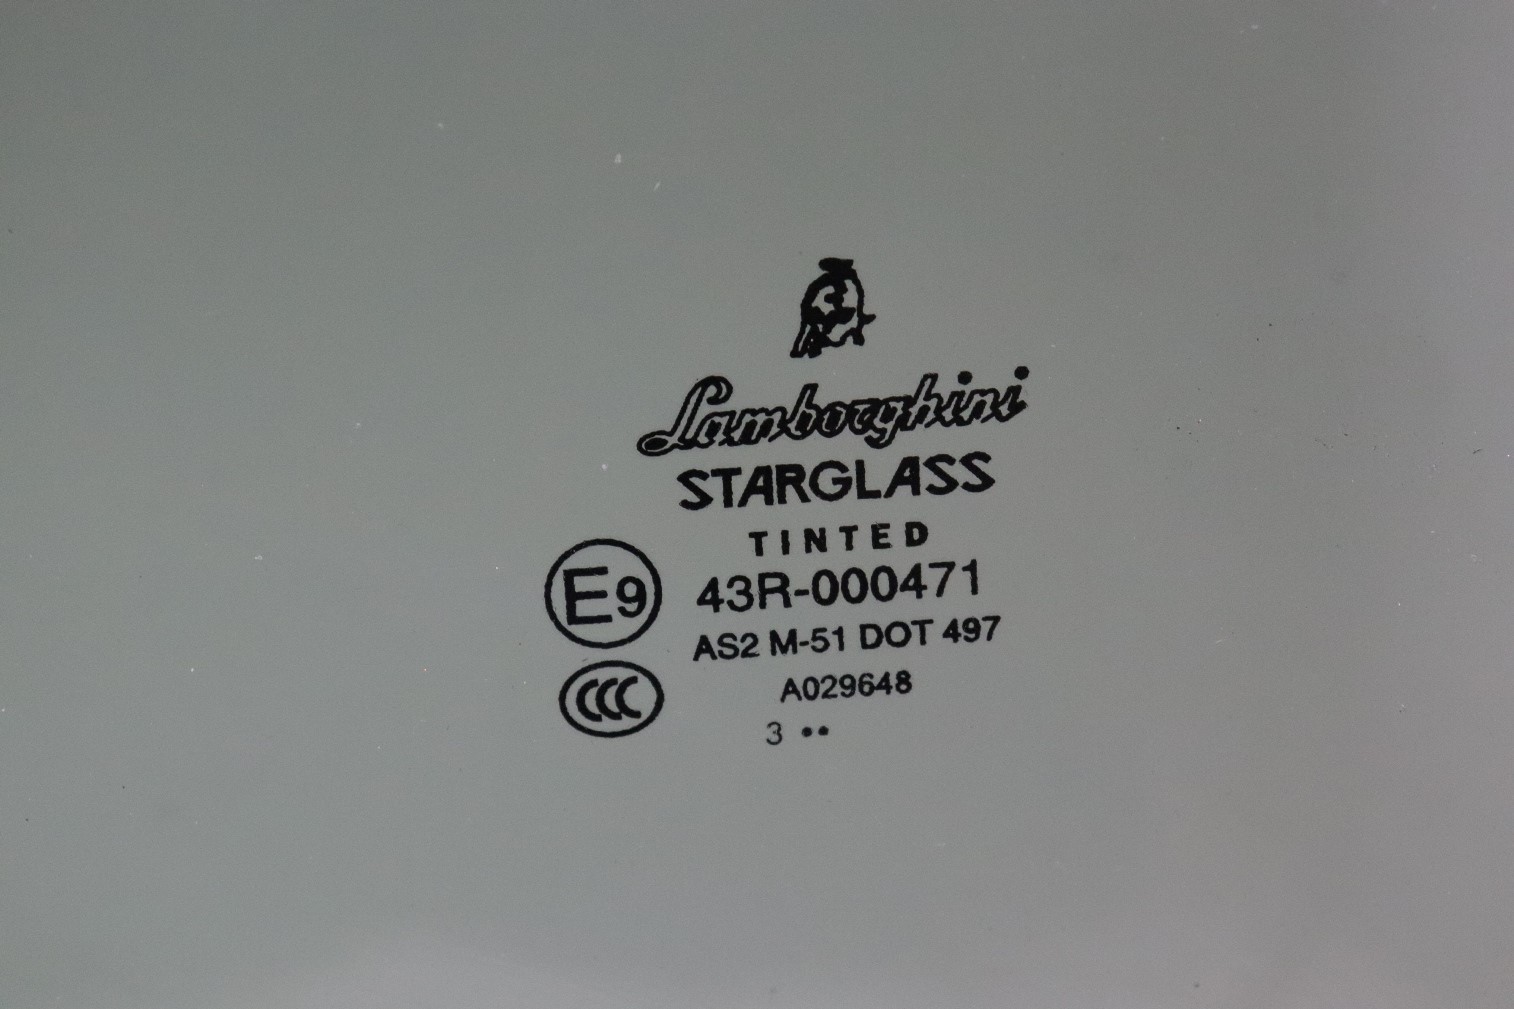 Lamborghini
STARGLASS
TINTED
E9 43R-000471
AS2 M-51 DOT 497
CCC A029648
3 ••